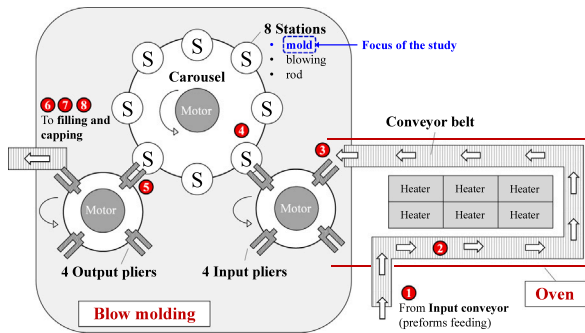 8 Stations
• mold
• blowing
• rod
Focus of the study
S
S
S
S
S
S
S
S
Carousel
Motor
6 7 8
To filling and
capping
4
5
3
Conveyor belt
Heater Heater Heater
Heater Heater Heater
2
Motor
Motor
4 Output pliers
4 Input pliers
Blow molding
1
From Input conveyor
(preforms feeding)
Oven